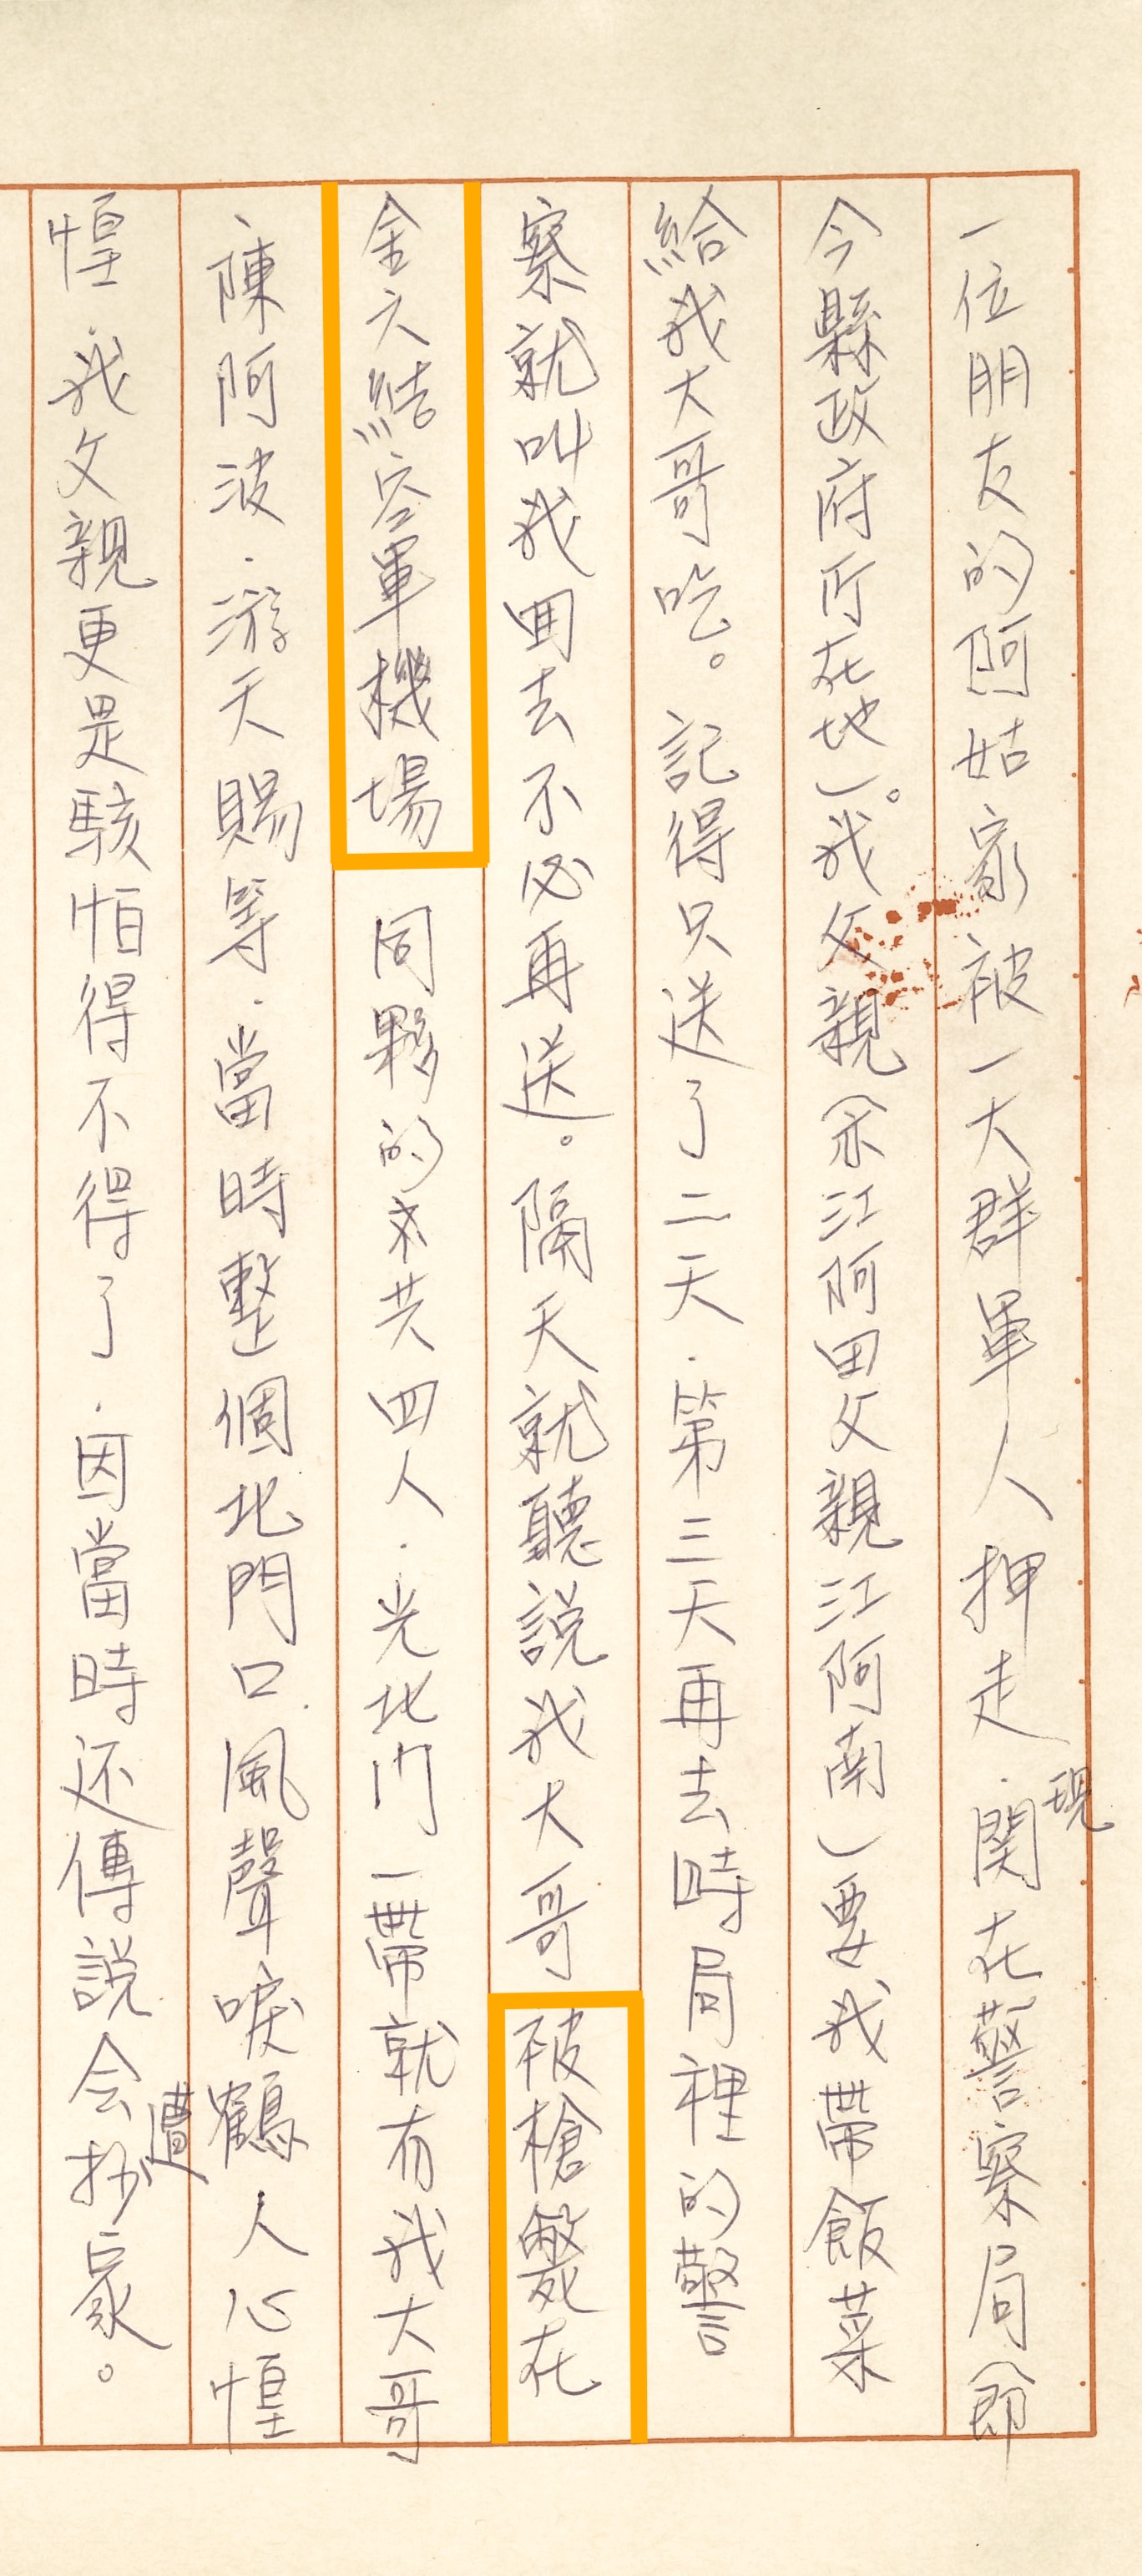 一位朋友的阿姑家被一大群軍人押走．現関在警察局（即
今縣政府所在地）。我父親（余江阿田父親江阿南）要我帶飯菜
給我大哥吃。記得只送了二天．第三天再去時局裡的警
察就叫我回去不必再送。隔天就聽説我大哥被槍斃在
金六結空軍機場 同夥的共四人．光北门一帶就有我大哥
、陳阿波．游天賜等．當時整個北門口風聲唳鶴人心惶
惶．我父親更是駭怕得不得了．因當時还傳說会遭抄家。